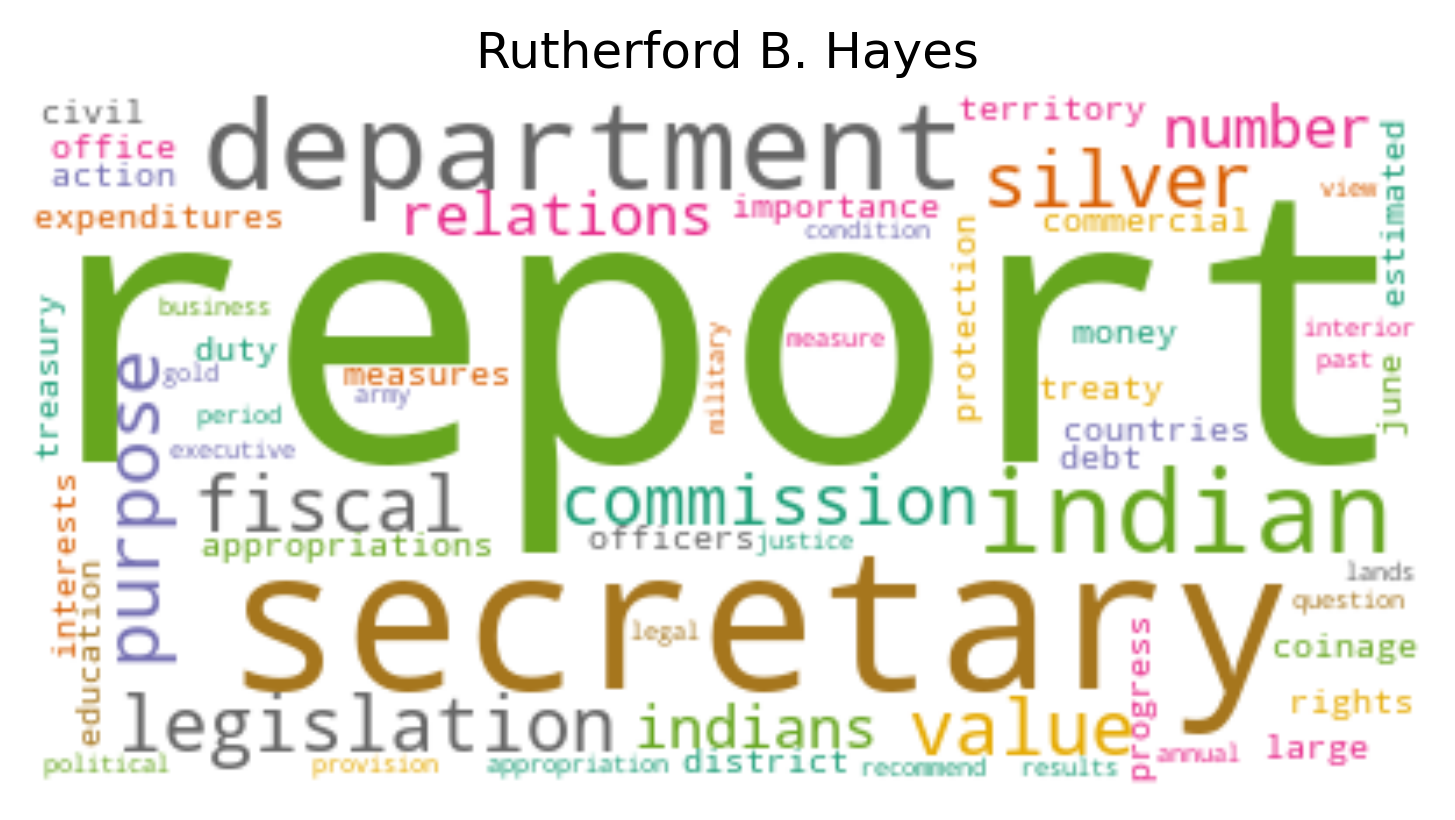 Rutherford B. Hayes
civil
department
territory
number
office
action
silver
estimated
view
expenditures
relations
importance
commercial
condition
report
protection
treasury
business
measure
money
interior
duty
military
past
purpose
gold
measures
army
treaty
june
period
executive
countries
debt
interests
fiscal
commission
indian
appropriations
officers
justice
education
secretary
lands
question
legal
progress
coinage
legislation
indians
value
rights
political
provision
appropriation
district
recommend
results
annual
large